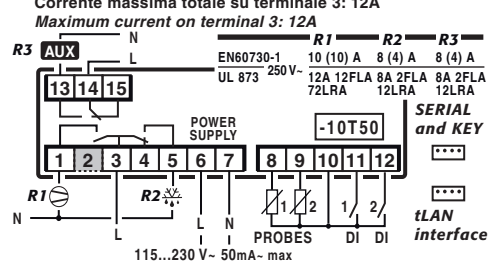 Corrente massima totale su terminale 3: 12A
Maximum current on terminal 3: 12A
R3 AUX
N
L
13 14 15
R1 R2 R3
EN60730-1 10 (10) A 8 (4) A 8 (4) A
UL 873 250 V~ 12A 12FLA 72LRA 8A 2FLA 12LRA 8A 2FLA 12LRA
POWER SUPPLY
-10T50
SERIAL and KEY
1 2 3 4 5 6 7 8 9 10 11 12
R1 R2
1 2 1 2
N
L L N
PROBES DI DI
tLAN interface
115...230 V~ 50mA~ max